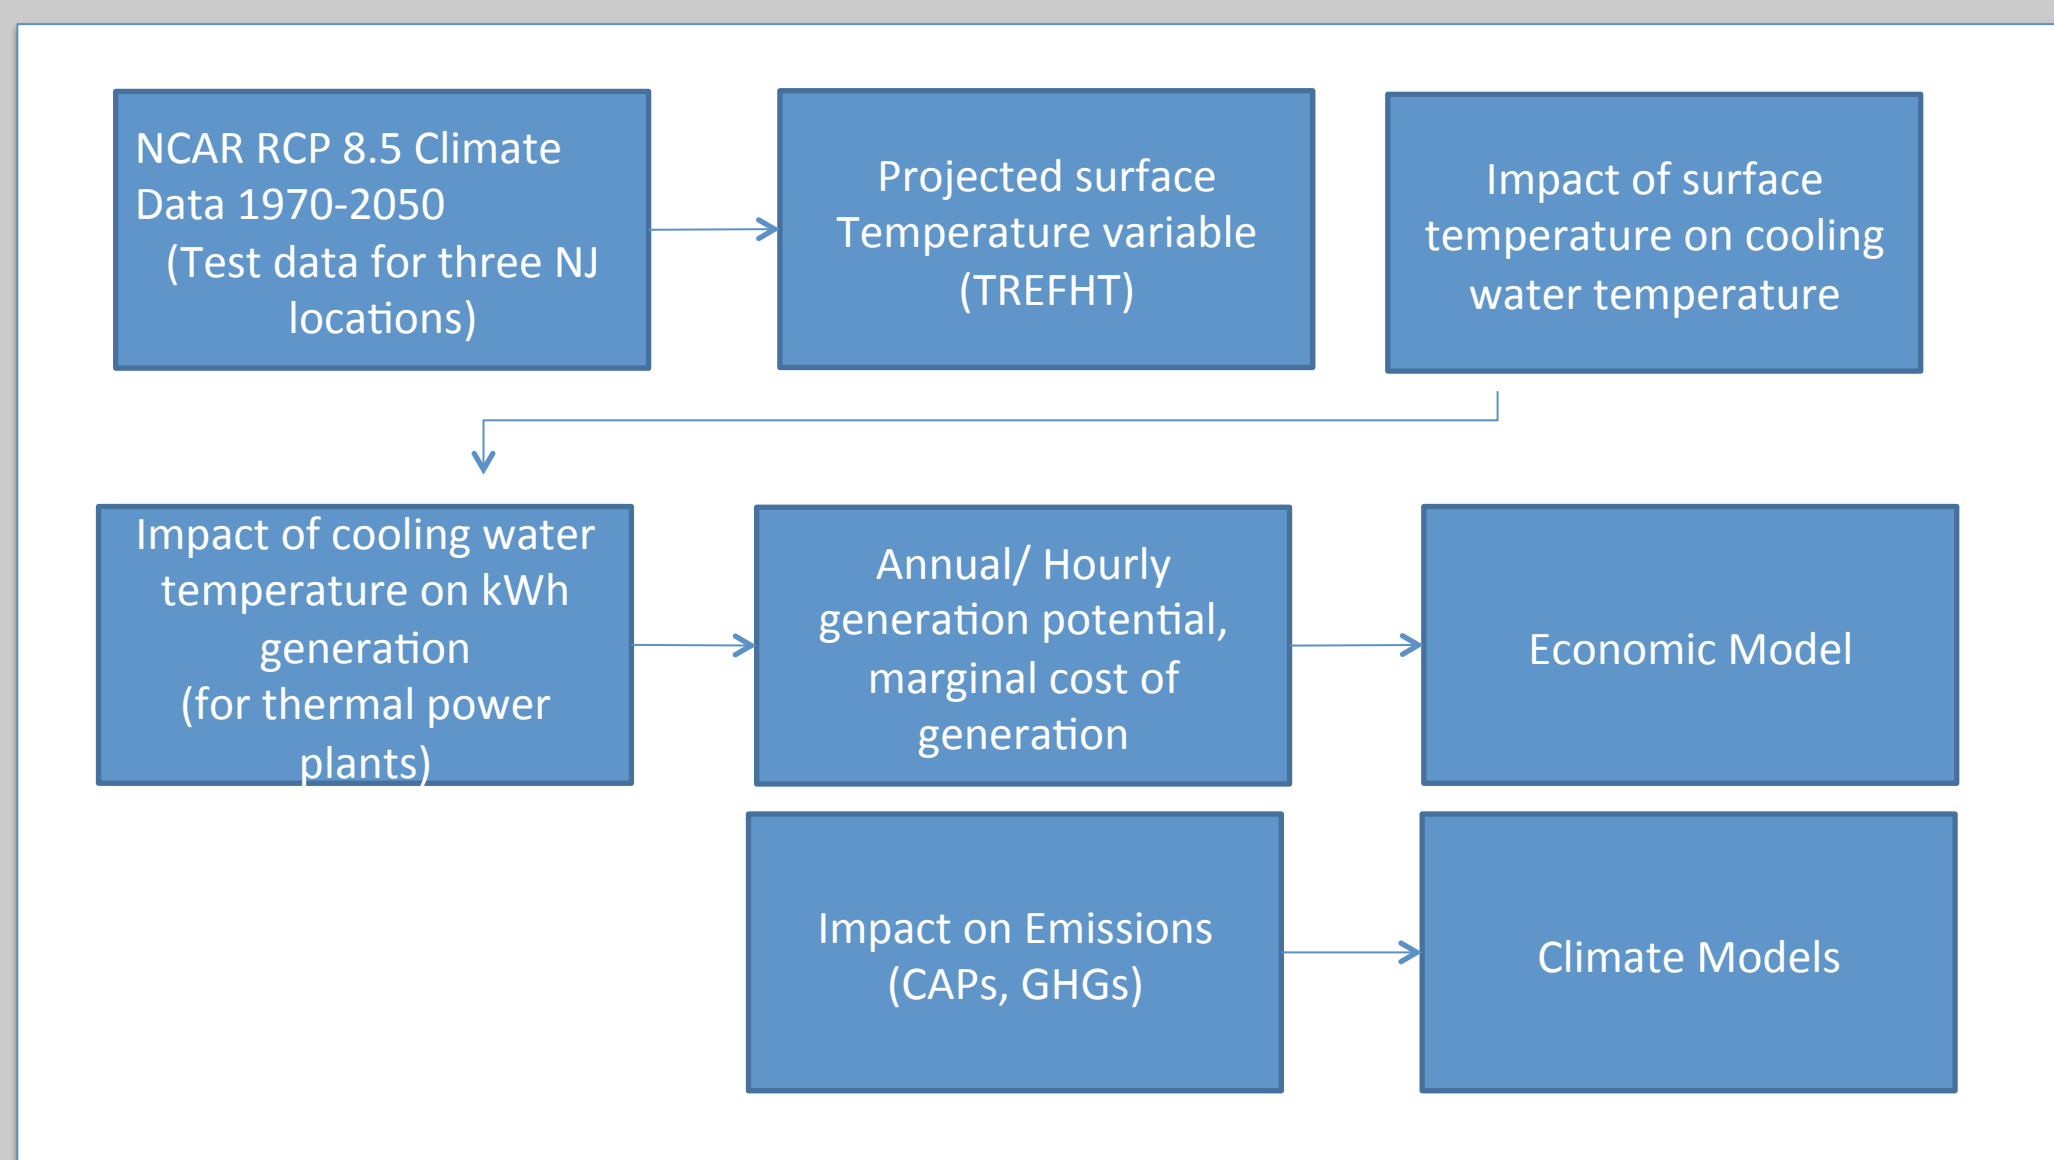 NCAR RCP 8.5 Climate
Data 1970-2050
(Test data for three NJ
locations)
Projected surface
Temperature variable
(TREFHT)
Impact of surface
temperature on cooling
water temperature
Impact of cooling water
temperature on kWh
generation
(for thermal power
plants)
Annual/ Hourly
generation potential,
marginal cost of
generation
Economic Model
Impact on Emissions
(CAPs, GHGs)
Climate Models